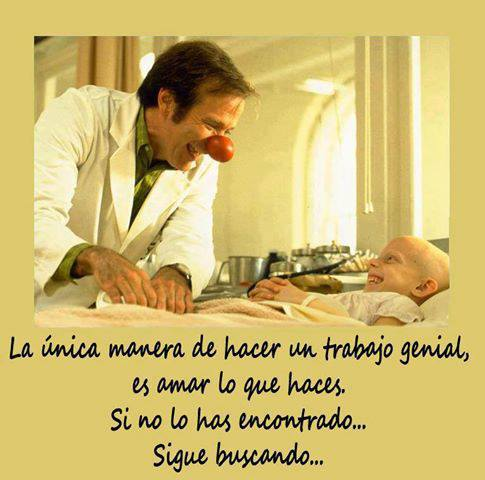 La única manera de hacer un trabajo genial,
es amar lo que haces.
Si no lo has encontrado...
Sigue buscando...